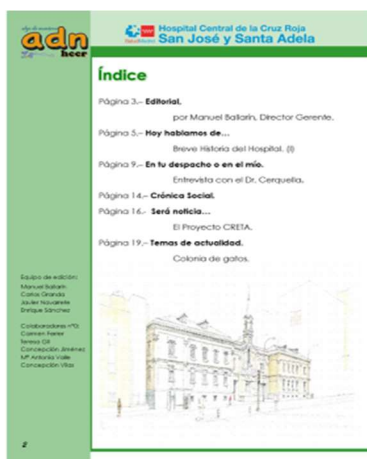 adn
hccr
Hospital Central de la Cruz Roja
San José y Santa Adela
Índice
Página 3.- Editorial.
por Manuel Ballarín, Director Gerente.
Página 5.- Hoy hablamos de...
Breve Historia del Hospital. (I)
Página 9.- En tu despacho o en el mío.
Entrevista con el Dr. Cerquella.
Página 14.- Crónica Social.
Página 16.- Será noticia...
El Proyecto CRETA.
Página 19.- Temas de actualidad.
Colonia de gatos.
Equipo de edición:
Manuel Ballarín
Carlos Granda
Javier Navarrete
Enrique Sánchez
Colaboradores nº0:
Carmen Ferrer
Teresa Gil
Concepción Jiménez
Mª Antonia Valle
Concepción Vilas
2